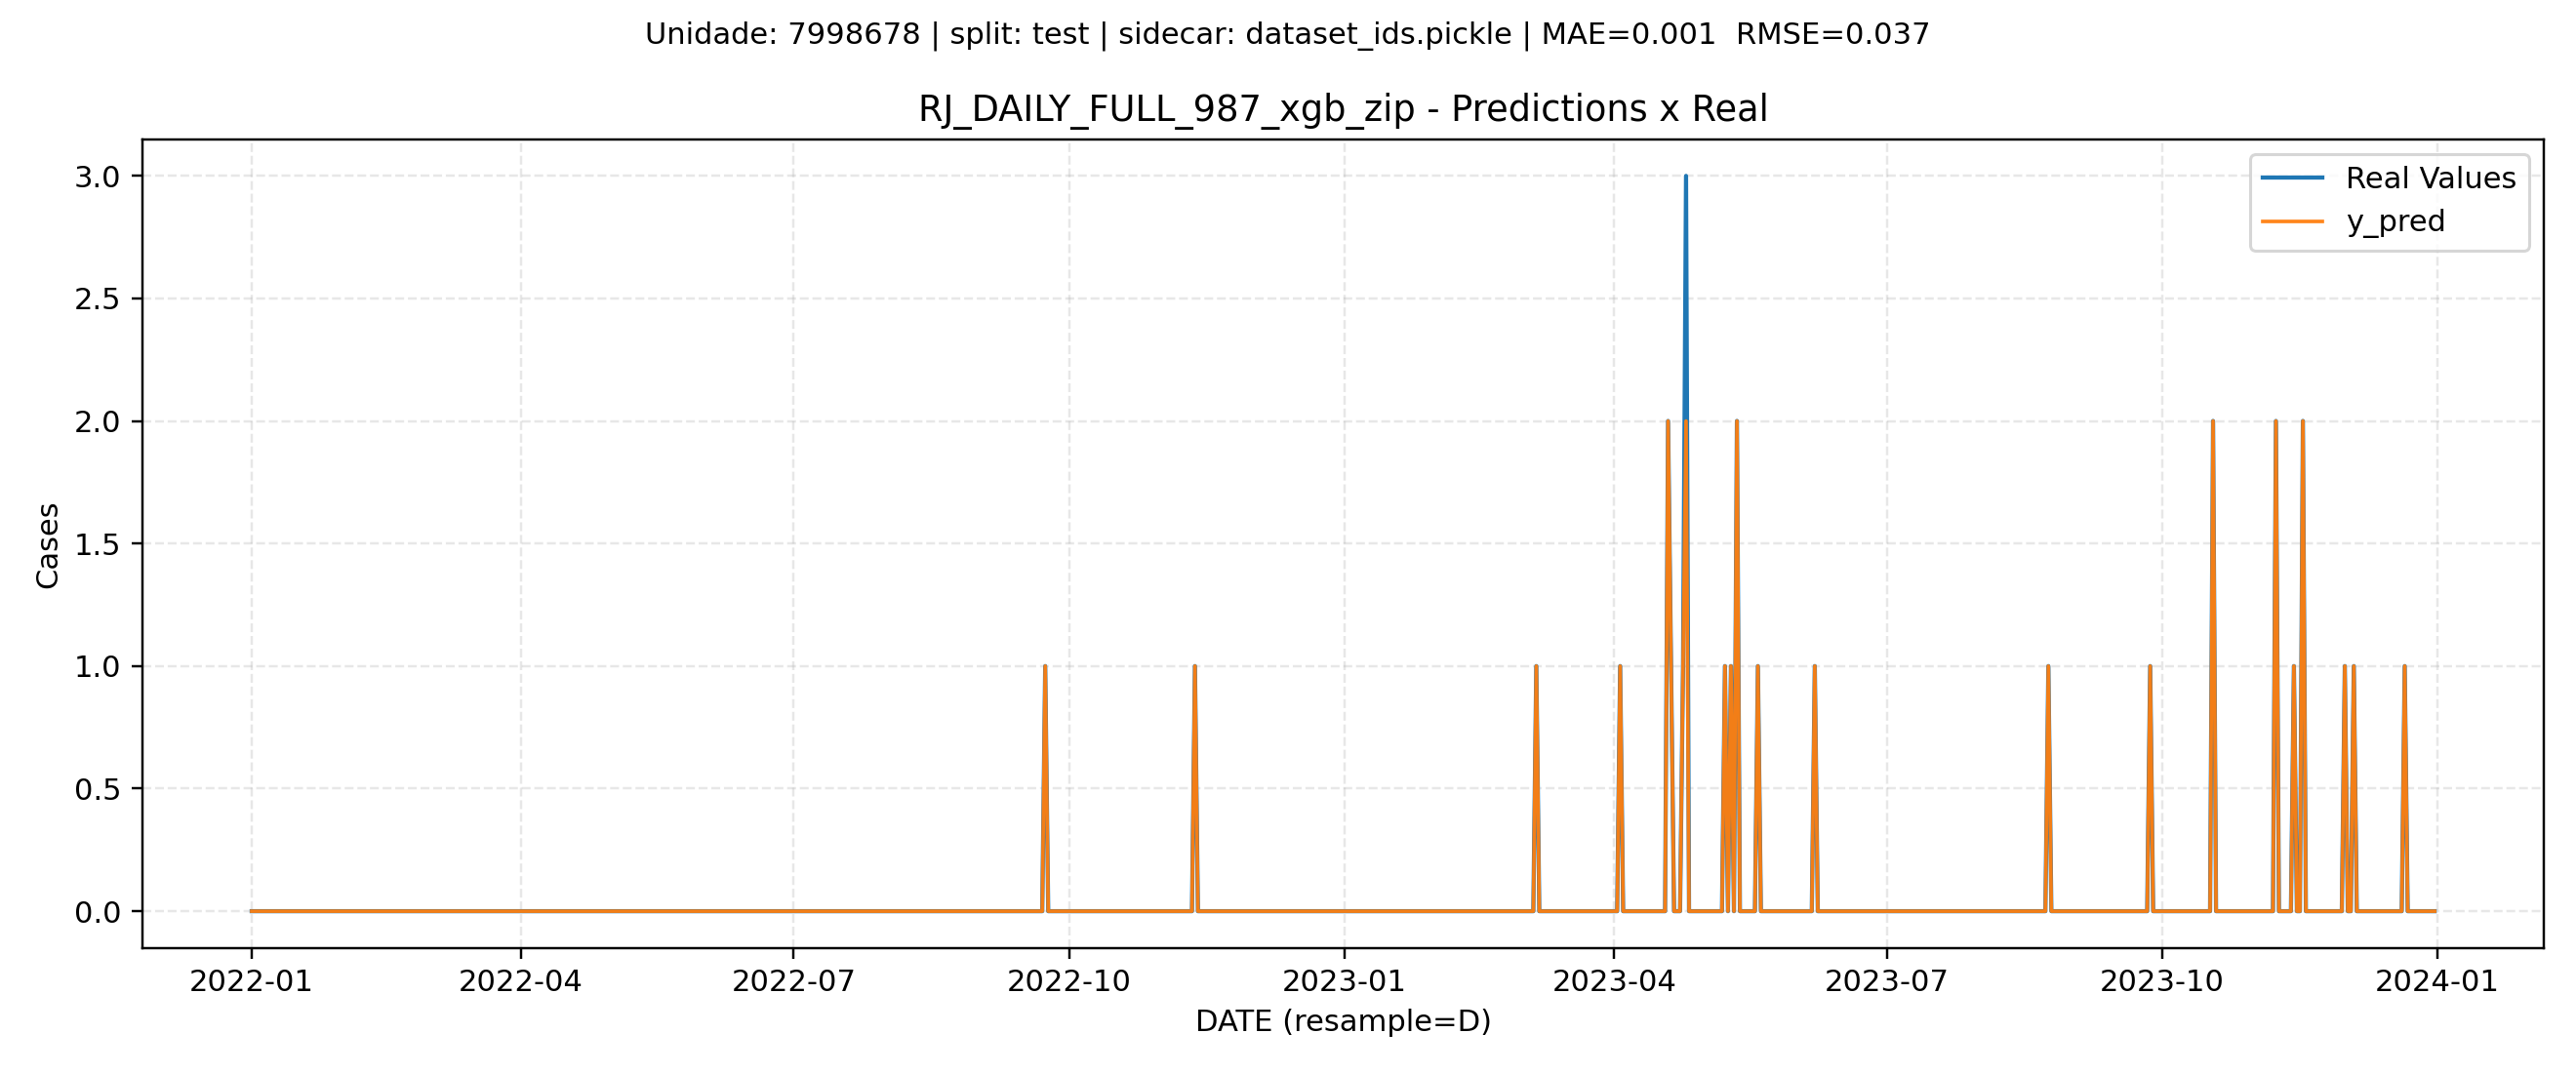 Unidade: 7998678 | split: test | sidecar: dataset_ids.pickle | MAE=0.001  RMSE=0.037
RJ_DAILY_FULL_987_xgb_zip - Predictions x Real
Real Values
y_pred
Cases
3.0
2.5
2.0
1.5
1.0
0.5
0.0
2022-01
2022-04
2022-07
2022-10
2023-01
2023-04
2023-07
2023-10
2024-01
DATE (resample=D)